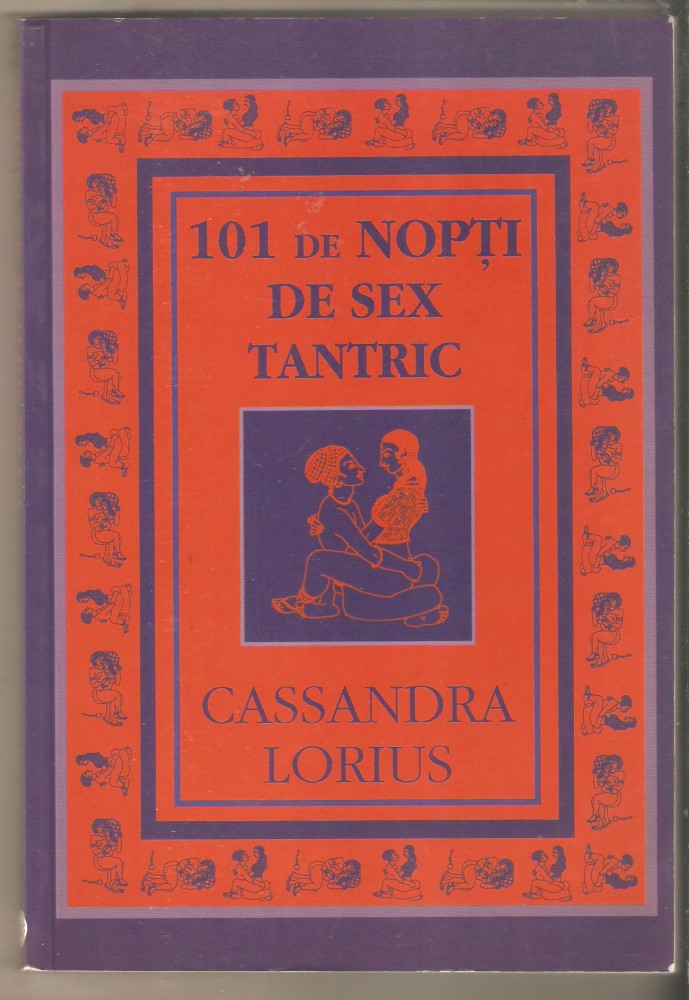 101 DE NOPȚI
DE SEX
TANTRIC
CASSANDRA
LORIUS